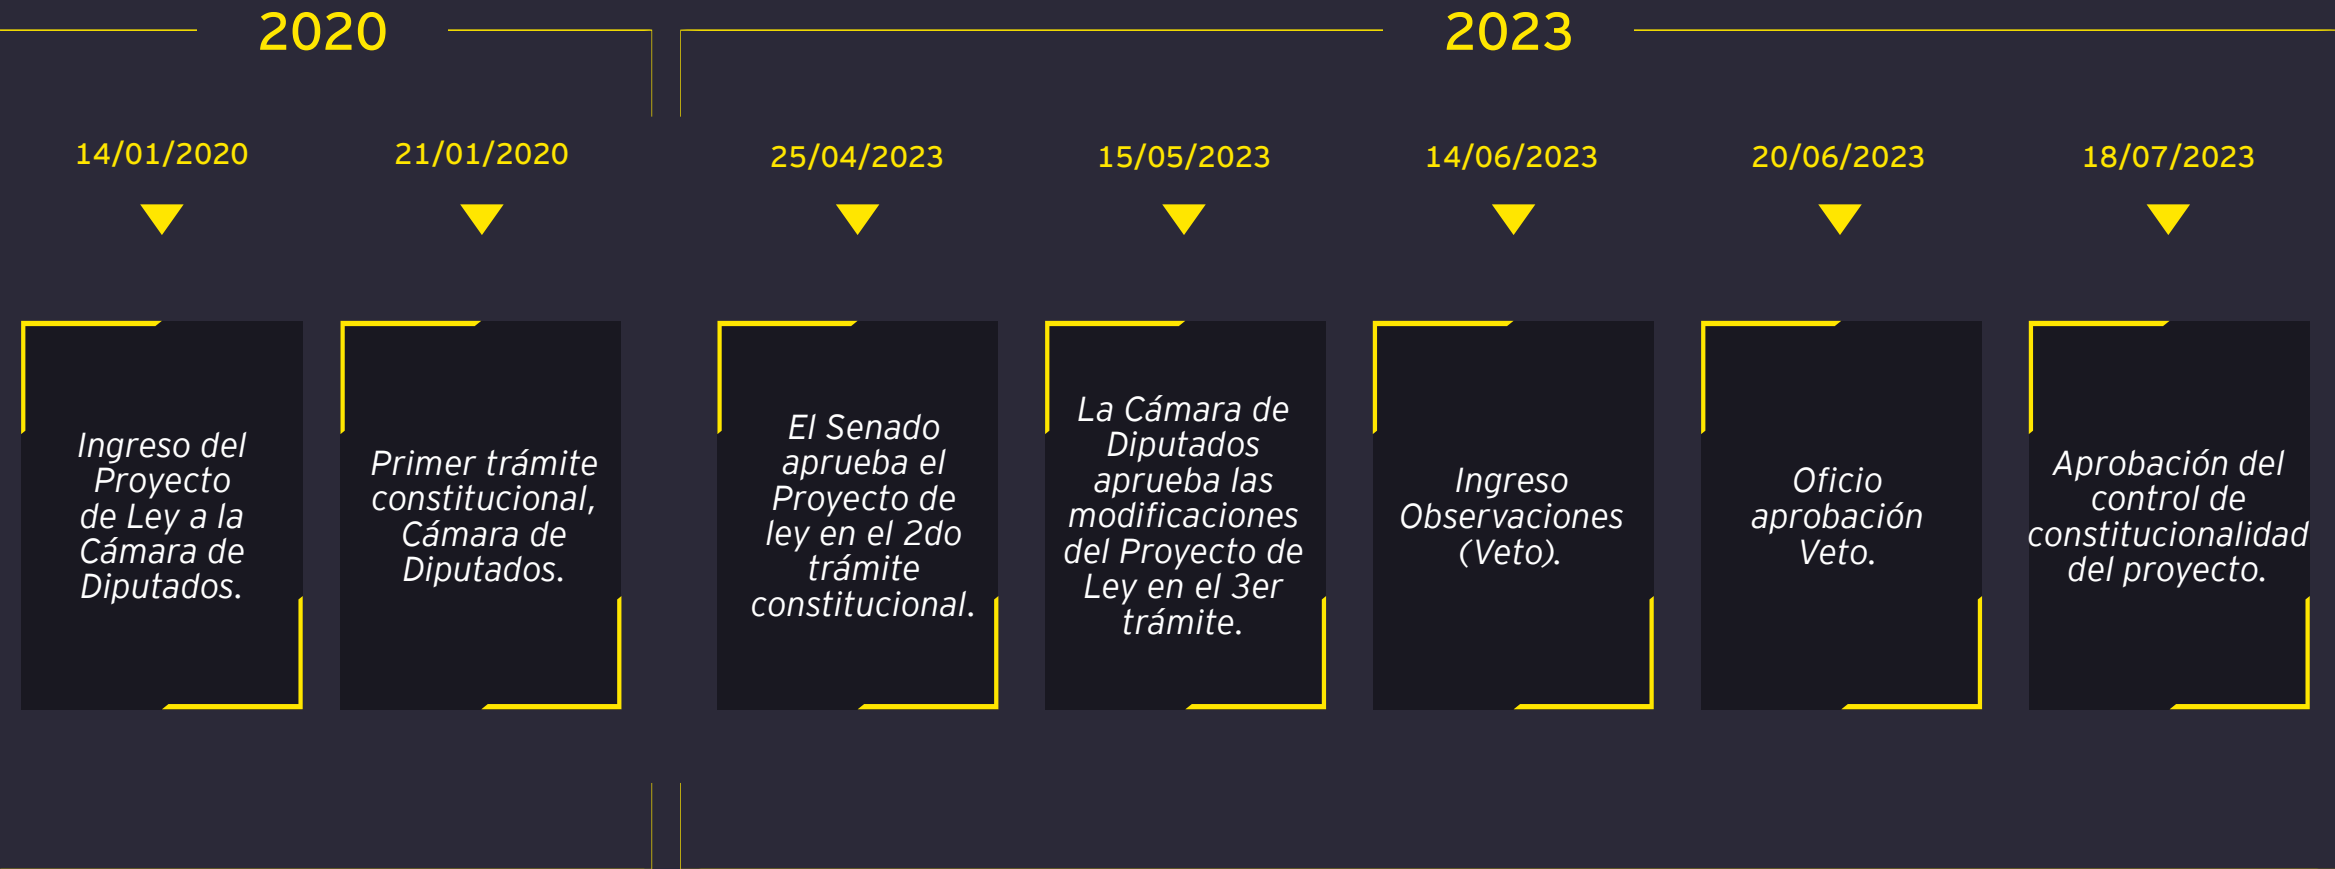 2020
2023
14/01/2020
21/01/2020
25/04/2023
15/05/2023
14/06/2023
20/06/2023
18/07/2023
Ingreso del
Proyecto
de Ley a la
Cámara de
Diputados.
Primer trámite
constitucional,
Cámara de
Diputados.
El Senado
aprueba el
Proyecto de
ley en el 2do
trámite
constitucional.
La Cámara de
Diputados
aprueba las
modificaciones
del Proyecto de
Ley en el 3er
trámite.
Ingreso
Observaciones
(Veto).
Oficio
aprobación
Veto.
Aprobación del
control de
constitucionalidad
del proyecto.